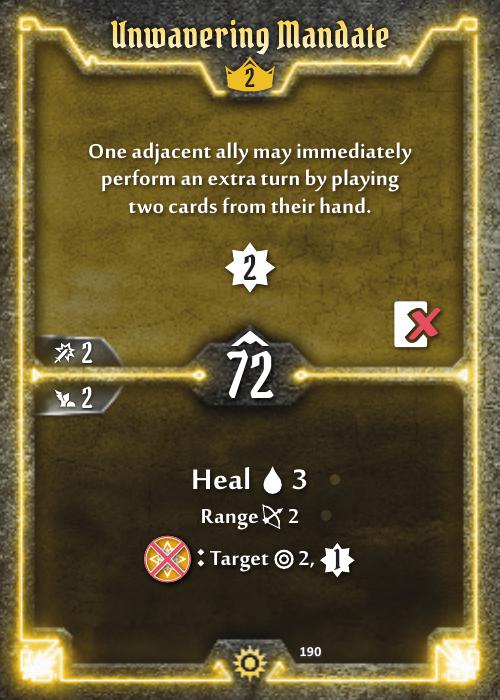 Unwavering Mandate
2
One adjacent ally may immediately
perform an extra turn by playing
two cards from their hand.
2
2
72
2
Heal 3
Range 2
: Target 2, 1
190